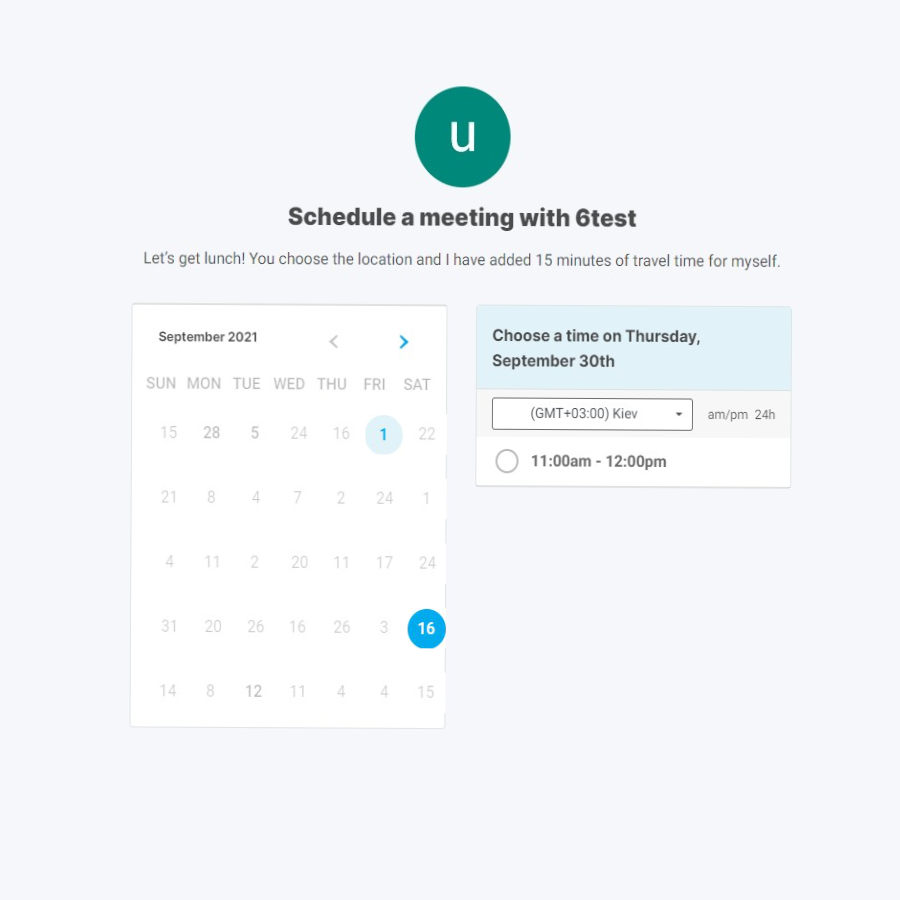 u
Schedule a meeting with 6test
Let's get lunch! You choose the location and I have added 15 minutes of travel time for myself.
September 2021
SUN MON TUE WED THU FRI SAT
15 28 5 24 16 1 22
21 8 4 7 2 24 1
4 11 2 20 11 17 24
31 20 26 16 26 3 16
14 8 12 11 4 4 15
Choose a time on Thursday,
September 30th
(GMT+03:00) Kiev am/pm 24h
11:00am - 12:00pm